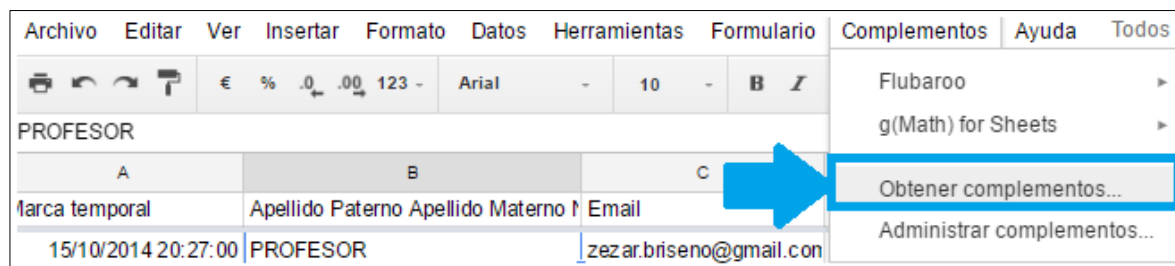 Archivo Editar Ver Insertar Formato Datos Herramientas Formulario Complementos Ayuda Todos
€ % .0 .00 123 Arial 10 B I
Flubaroo
g(Math) for Sheets
PROFESOR
A B C
Obtener complementos...
Marca temporal Apellido Paterno Apellido Materno N Email
Administrar complementos...
15/10/2014 20:27:00 PROFESOR zezar.briseno@gmail.com